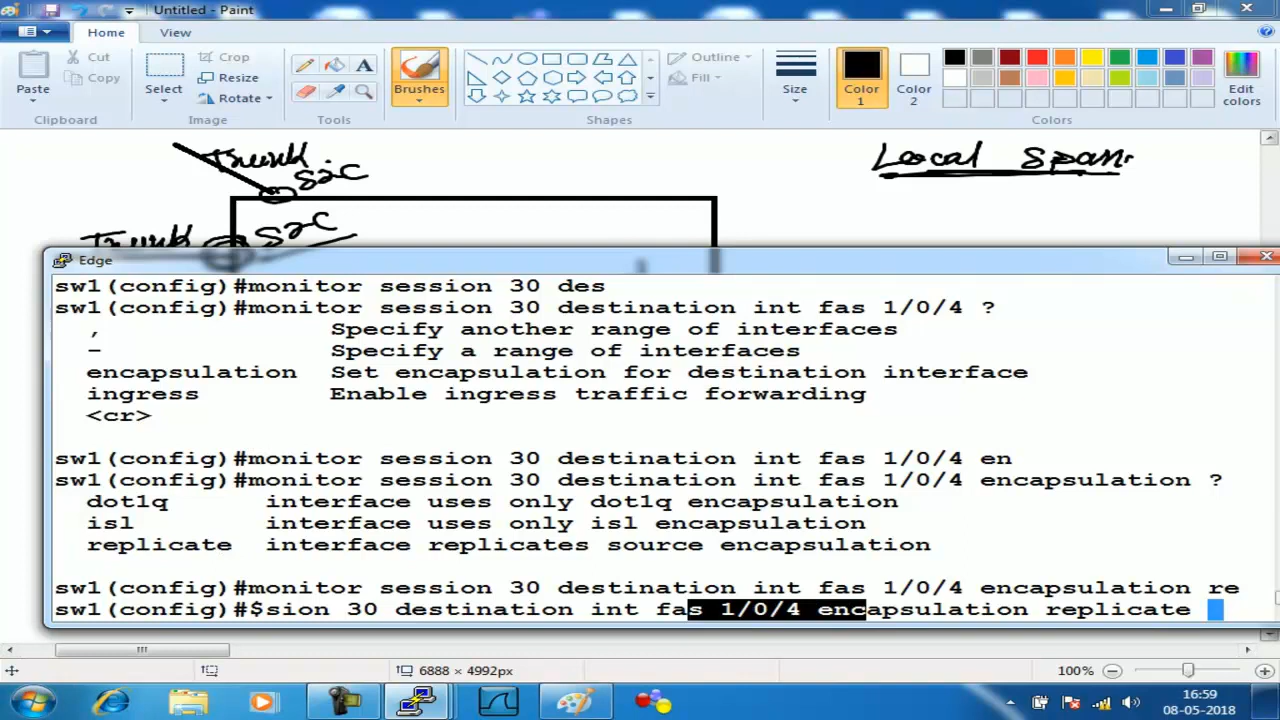 Untitled - Paint
Home
View
Paste
Cut
Copy
Clipboard
Select
Crop
Resize
Rotate
Image
Tools
Brushes
Outline
Fill
Shapes
Size
Color
1
Color
2
Edit
colors
Colors
Trunk
S2C
Trunk
S2C
Local Span
Edge
sw1(config)#monitor session 30 des
sw1(config)#monitor session 30 destination int fas 1/0/4 ?
, Specify another range of interfaces
- Specify a range of interfaces
encapsulation Set encapsulation for destination interface
ingress Enable ingress traffic forwarding
<cr>
sw1(config)#monitor session 30 destination int fas 1/0/4 en
sw1(config)#monitor session 30 destination int fas 1/0/4 encapsulation ?
dot1q interface uses only dot1q encapsulation
isl interface uses only isl encapsulation
replicate interface replicates source encapsulation
sw1(config)#monitor session 30 destination int fas 1/0/4 encapsulation re
sw1(config)#$sion 30 destination int fas 1/0/4 encapsulation replicate
6888 × 4992px
100%
16:59
08-05-2018